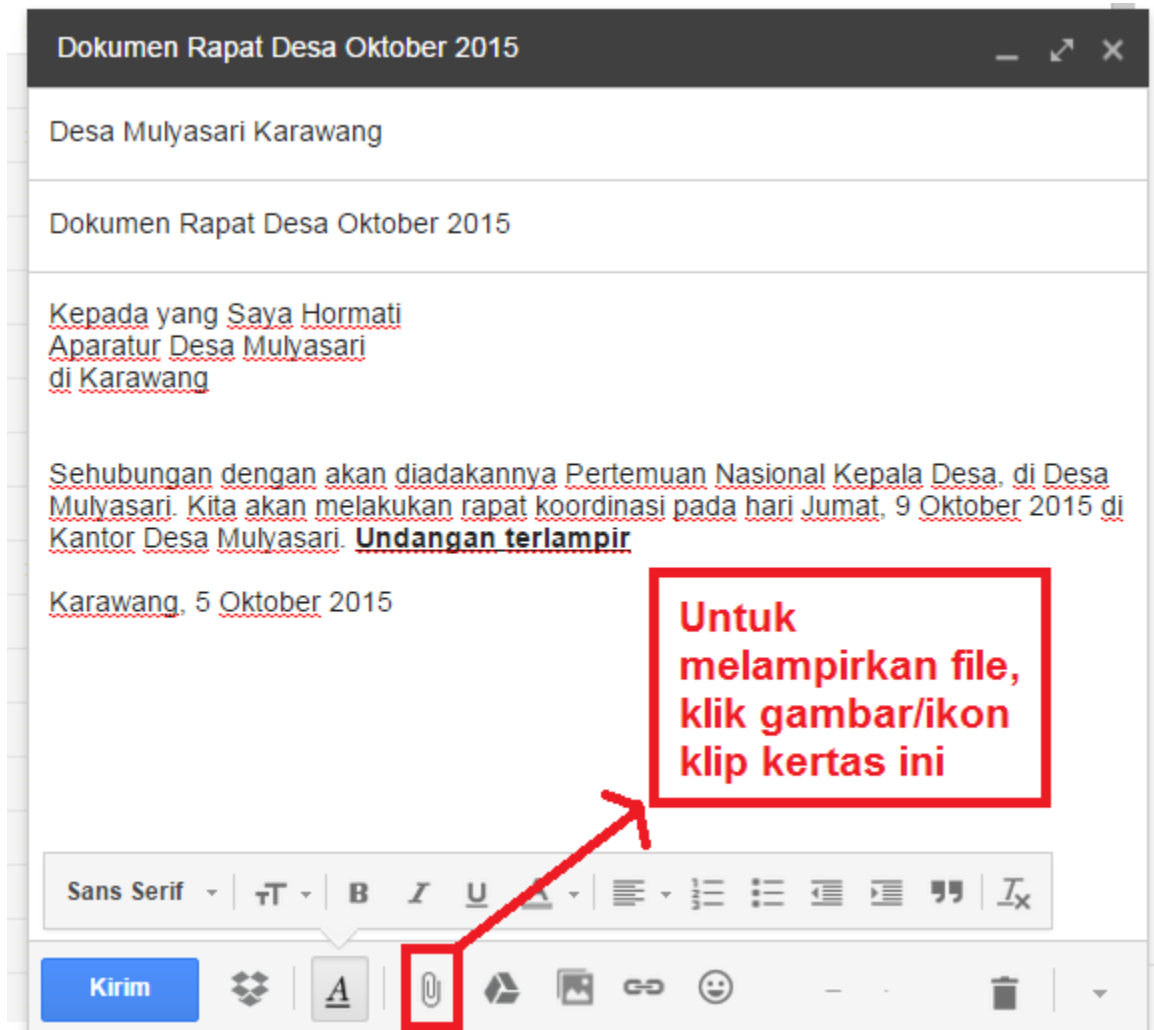 Dokumen Rapat Desa Oktober 2015
Desa Mulyasari Karawang
Dokumen Rapat Desa Oktober 2015
Kepada yang Saya Hormati
Aparatur Desa Mulyasari
di Karawang
Sehubungan dengan akan diadakannya Pertemuan Nasional Kepala Desa, di Desa
Mulyasari. Kita akan melakukan rapat koordinasi pada hari Jumat, 9 Oktober 2015 di
Kantor Desa Mulyasari. Undangan terlampir
Karawang, 5 Oktober 2015
Untuk
melampirkan file,
klik gambar/ikon
klip kertas ini
Sans Serif
Kirim